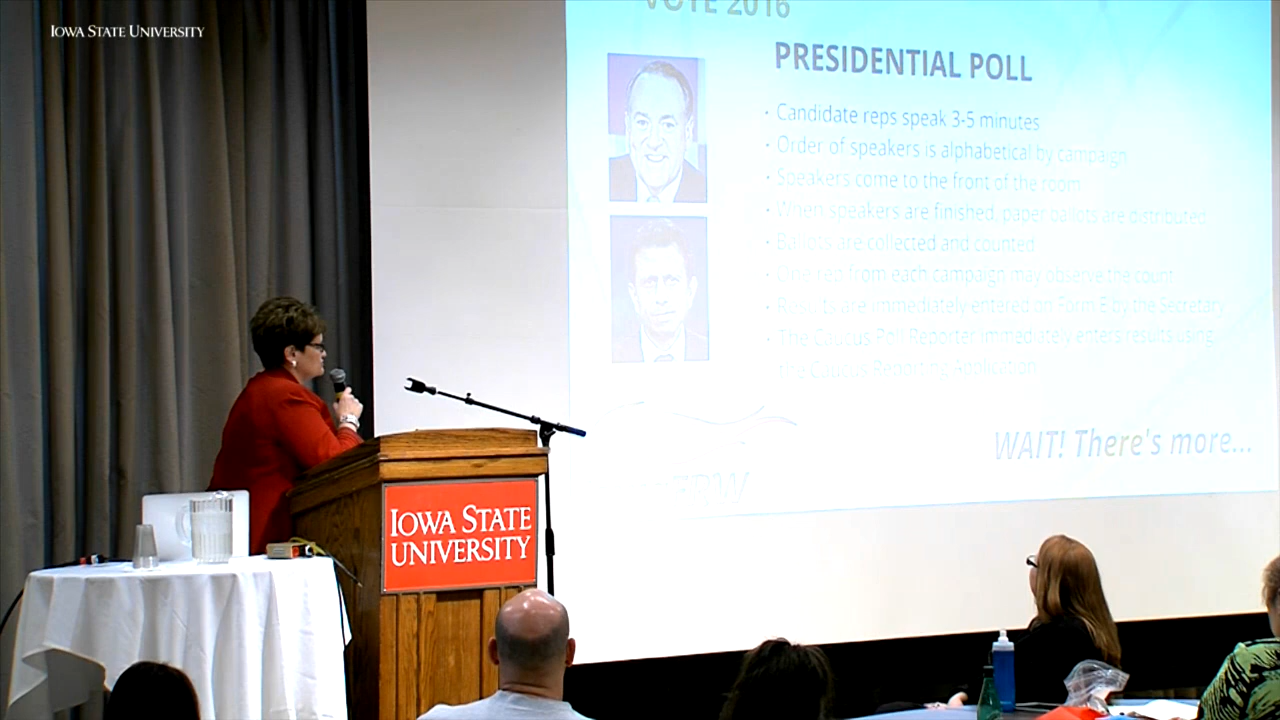 IOWA STATE UNIVERSITY
VOTE 2016
PRESIDENTIAL POLL
• Candidate reps speak 3-5 minutes
• Order of speakers is alphabetical by campaign
• Speakers come to the front of the room
• When speakers are finished, paper ballots are distributed
• Ballots are collected and counted
• One rep from each campaign may observe the count
• Results are immediately entered on Form E by the Secretary
• The Caucus Poll Reporter immediately enters results using
the Caucus Reporting Application
WAIT! There's more...
IOWA STATE
UNIVERSITY